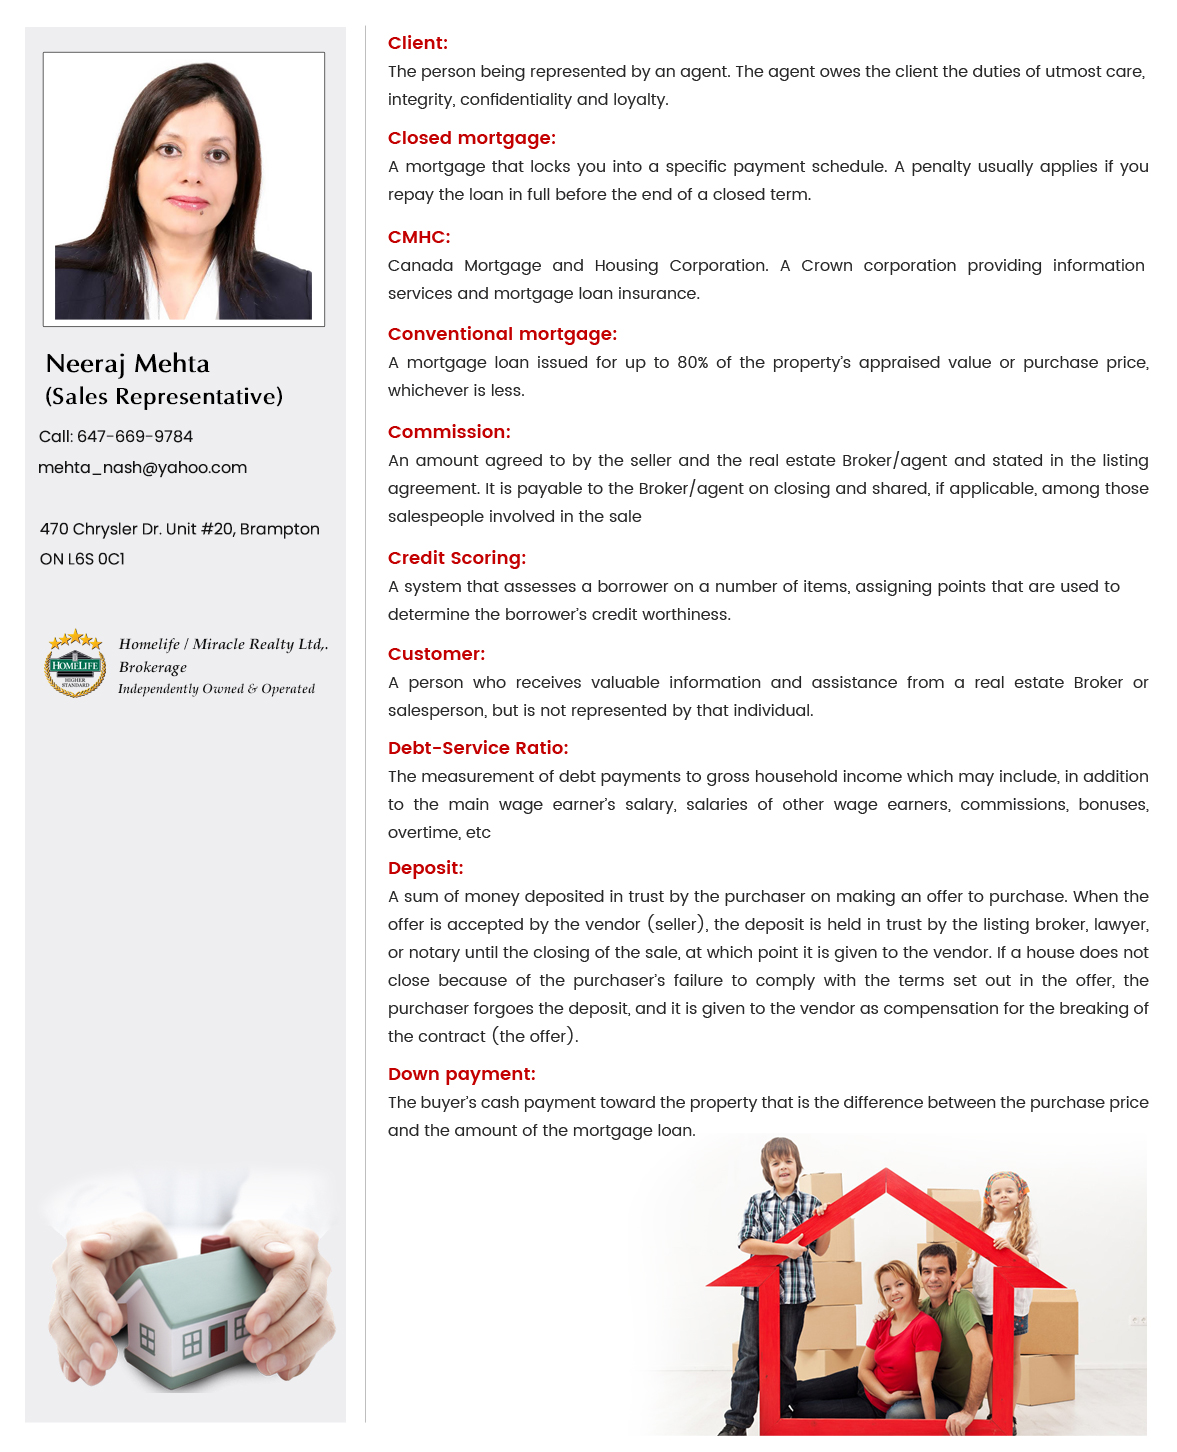 Neeraj Mehta
(Sales Representative)
Call: 647-669-9784
mehta_nash@yahoo.com
470 Chrysler Dr. Unit #20, Brampton
ON L6S 0C1
HOMELIFE
HIGHER
STANDARD
Homelife / Miracle Realty Ltd,.
Brokerage
Independently Owned & Operated
Client:
The person being represented by an agent. The agent owes the client the duties of utmost care,
integrity, confidentiality and loyalty.
Closed mortgage:
A mortgage that locks you into a specific payment schedule. A penalty usually applies if you
repay the loan in full before the end of a closed term.
CMHC:
Canada Mortgage and Housing Corporation. A Crown corporation providing information
services and mortgage loan insurance.
Conventional mortgage:
A mortgage loan issued for up to 80% of the property's appraised value or purchase price,
whichever is less.
Commission:
An amount agreed to by the seller and the real estate Broker/agent and stated in the listing
agreement. It is payable to the Broker/agent on closing and shared, if applicable, among those
salespeople involved in the sale
Credit Scoring:
A system that assesses a borrower on a number of items, assigning points that are used to
determine the borrower's credit worthiness.
Customer:
A person who receives valuable information ad assistance from a real estate Broker or
salesperson, but is not represented by that individual.
Debt-Service Ratio:
The measurement of debt payments to gross household income which may include, in addition
to the main wage earner's salary, salaries of other wage earners, commissions, bonuses,
overtime, etc
Deposit:
A sum of money deposited in trust by the purchaser on making an offer to purchase. When the
offer is accepted by the vendor (seller), the deposit is held in trust by the listing broker, lawyer,
or notary until the closing of the sale, at which point it is given to the vendor. If a house does not
close because of the purchaser's failure to comply with the terms set out in the offer, the
purchaser forgoes the deposit, and it is given to the vendor as compensation for the breaking of
the contract (the offer).
Down payment:
The buyer's cash payment toward the property that is the difference between the purchase price
and the amount of the mortgage loan.